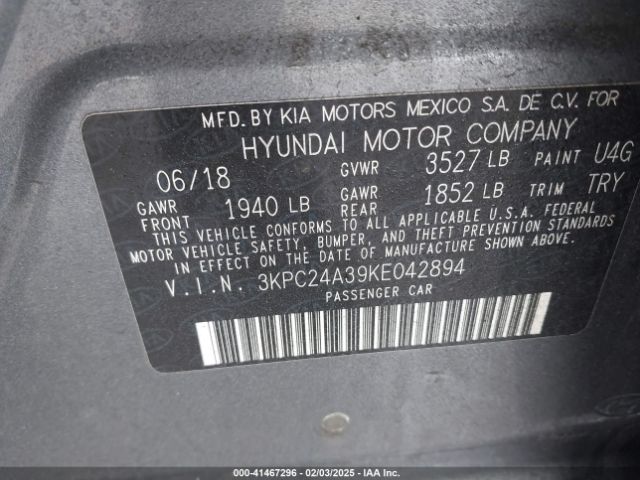 MFD. BY KIA MOTORS MEXICO S.A. DE C.V. FOR
HYUNDAI MOTOR COMPANY
06/18 GVWR 3527 LB PAINT U4G
GAWR FRONT 1940 LB GAWR REAR 1852 LB TRIM TRY
THIS VEHICLE CONFORMS TO ALL APPLICABLE U.S.A. FEDERAL
MOTOR VEHICLE SAFETY, BUMPER, AND THEFT PREVENTION STANDARDS
IN EFFECT ON THE DATE OF MANUFACTURE SHOWN ABOVE.
V.I.N. 3KPC24A39KE042894
PASSENGER CAR
000-41467296 - 02/03/2025 - IAA, Inc.